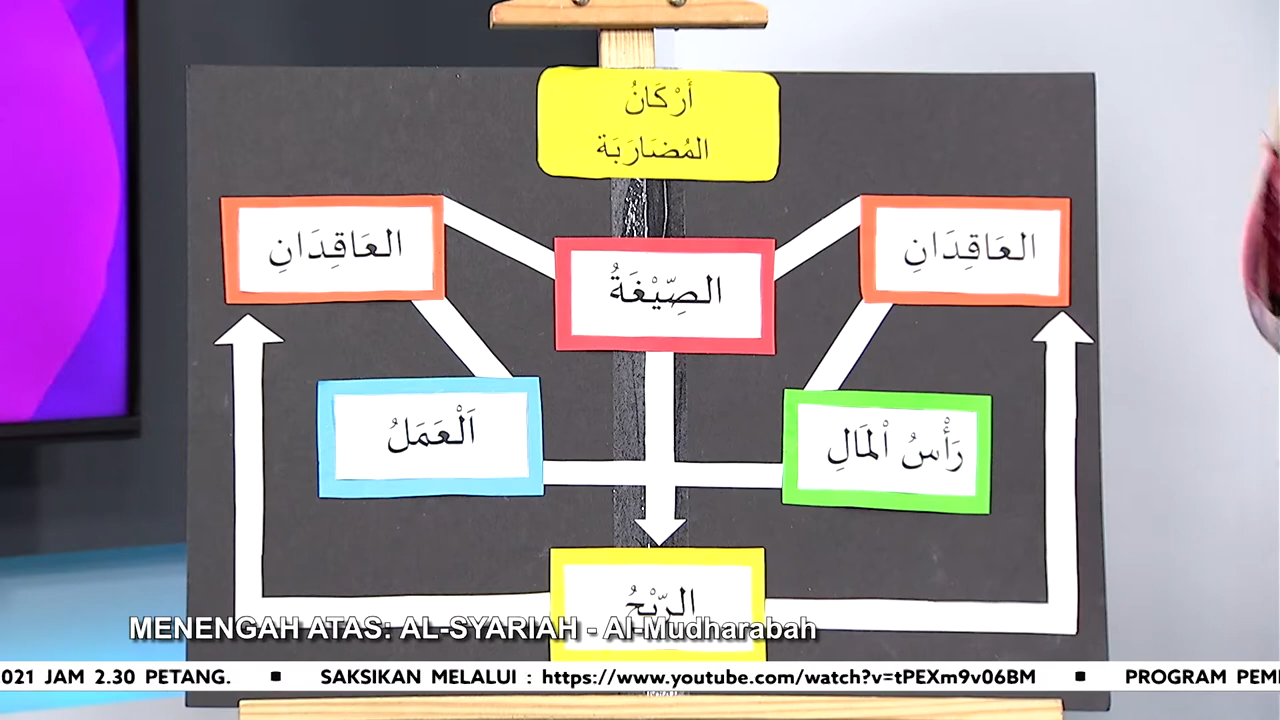 أَرْكَانُ
المُضَارَبَة
العَاقِدَانِ
العَاقِدَانِ
الصِّيْغَةُ
رَأْسُ اْلمَالِ
اَلْعَمَلُ
الرِّبْحُ
MENENGAH ATAS: AL-SYARIAH - Al-Mudharabah
021 JAM 2.30 PETANG. ▪ SAKSIKAN MELALUI : https://www.youtube.com/watch?v=tPEXm9v06BM ▪ PROGRAM PEM